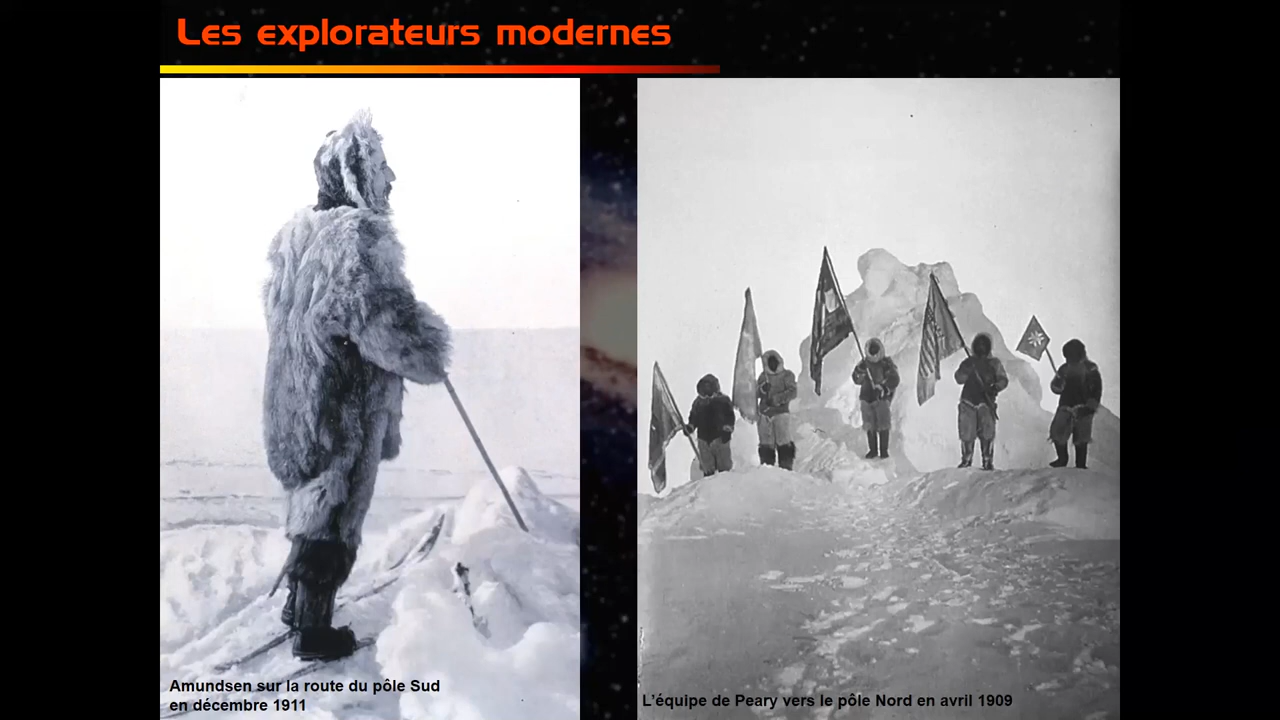 Les explorateurs modernes
Amundsen sur la route du pôle Sud
en décembre 1911
L'équipe de Peary vers le pôle Nord en avril 1909